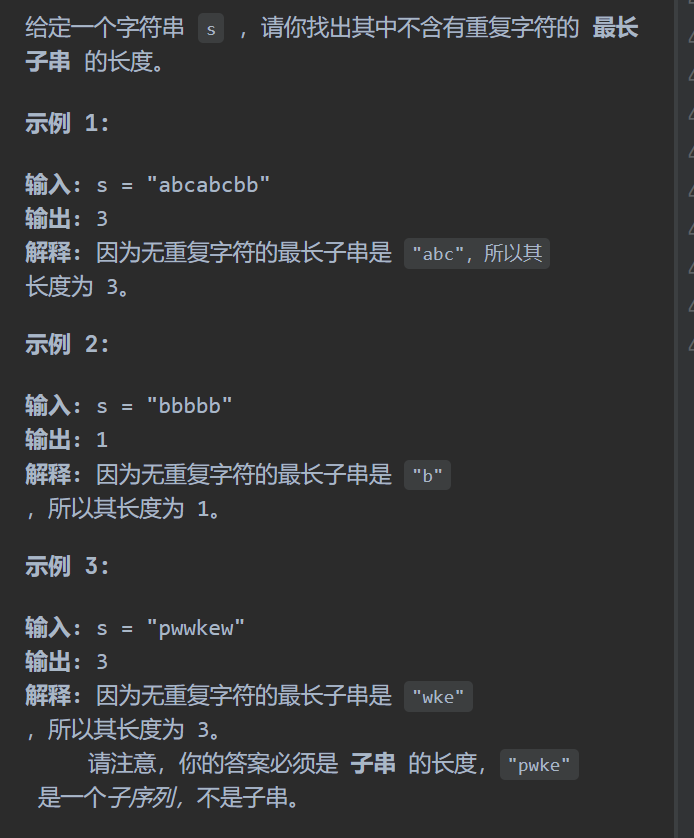 给定一个字符串 s ，请你找出其中不含有重复字符的 最长
子串 的长度。
示例 1:
输入: s = "abcabcbb"
输出: 3
解释: 因为无重复字符的最长子串是 "abc"，所以其
长度为 3。
示例 2:
输入: s = "bbbbb"
输出: 1
解释: 因为无重复字符的最长子串是 "b"
，所以其长度为 1。
示例 3:
输入: s = "pwwkew"
输出: 3
解释: 因为无重复字符的最长子串是 "wke"
，所以其长度为 3。
请注意，你的答案必须是 子串 的长度，"pwke"
是一个子序列，不是子串。